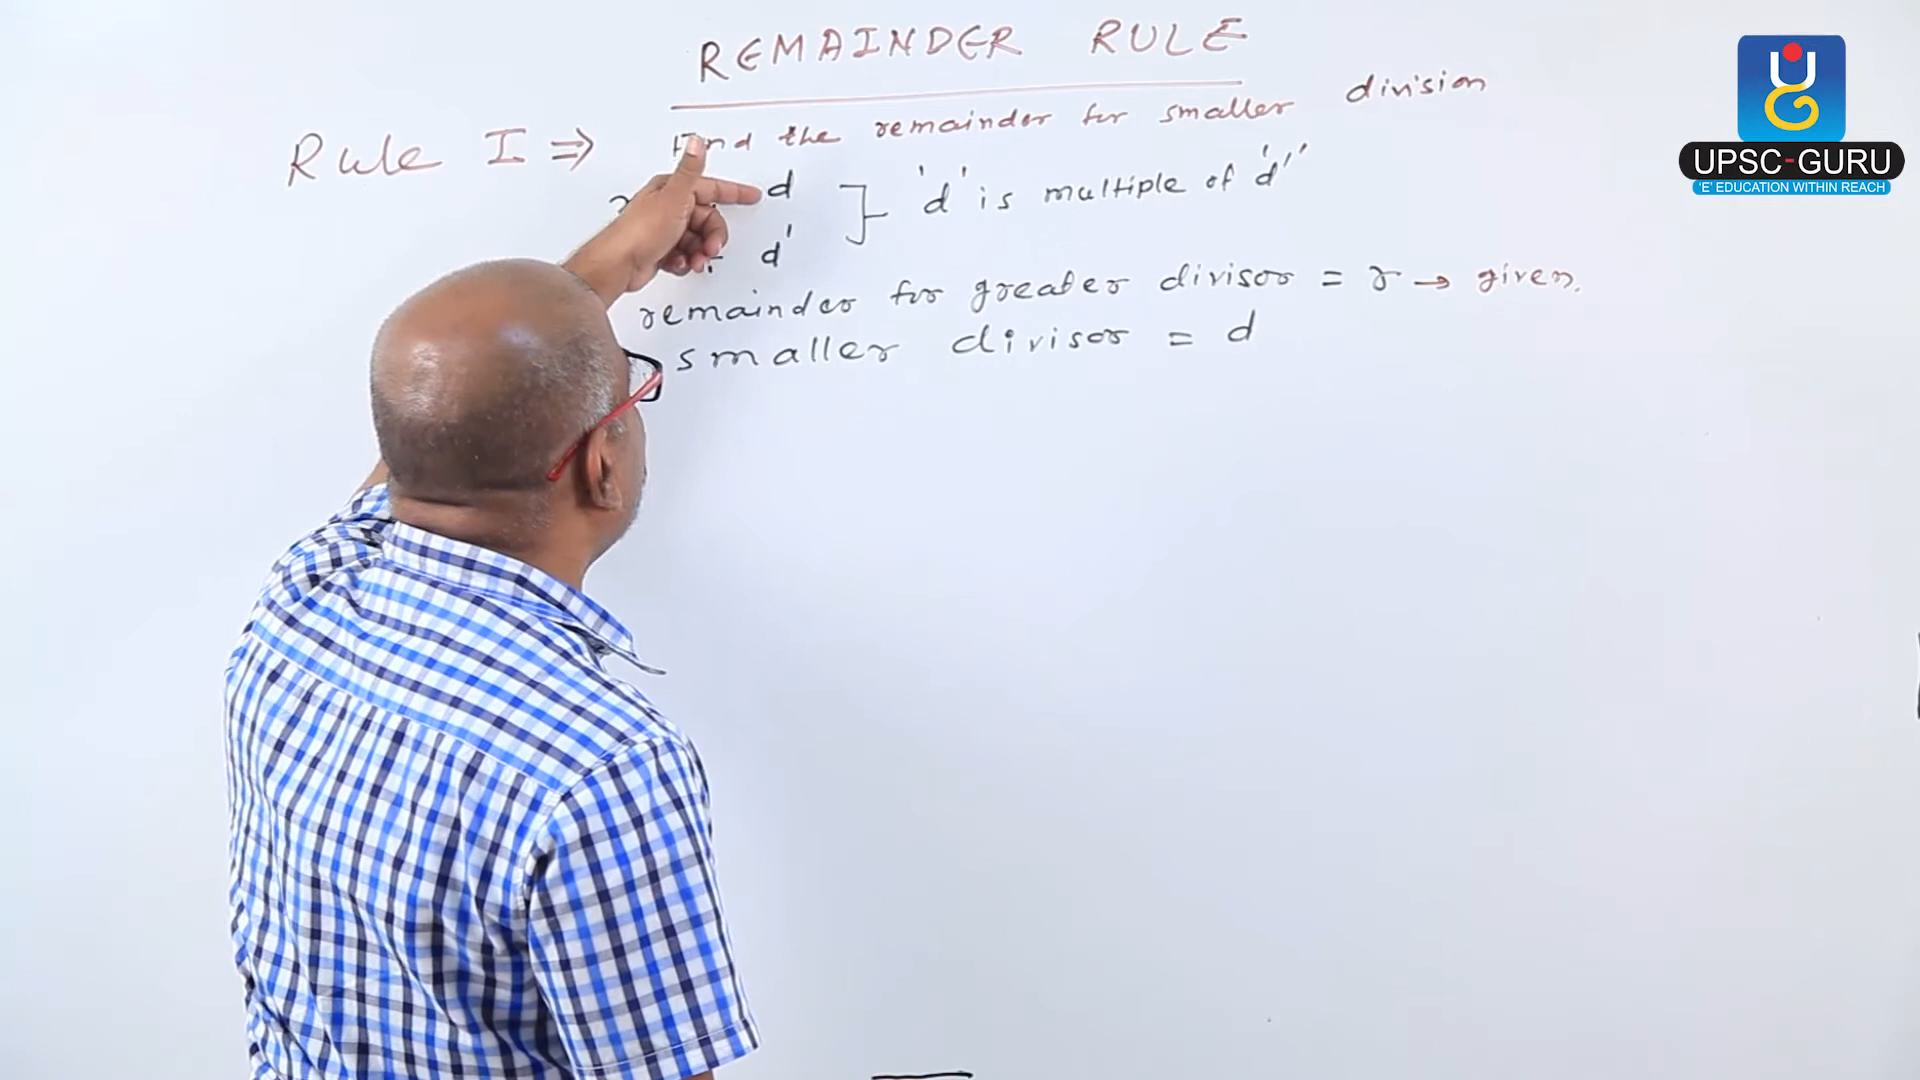 REMAINDER RULE
Rule I ⇒ Find the remainder for smaller division
d ] 'd' is multiple of 'd''
d'
remainder for greater divisor = r → given.
smaller divisor = d
UPSC-GURU
'E' EDUCATION WITHIN REACH